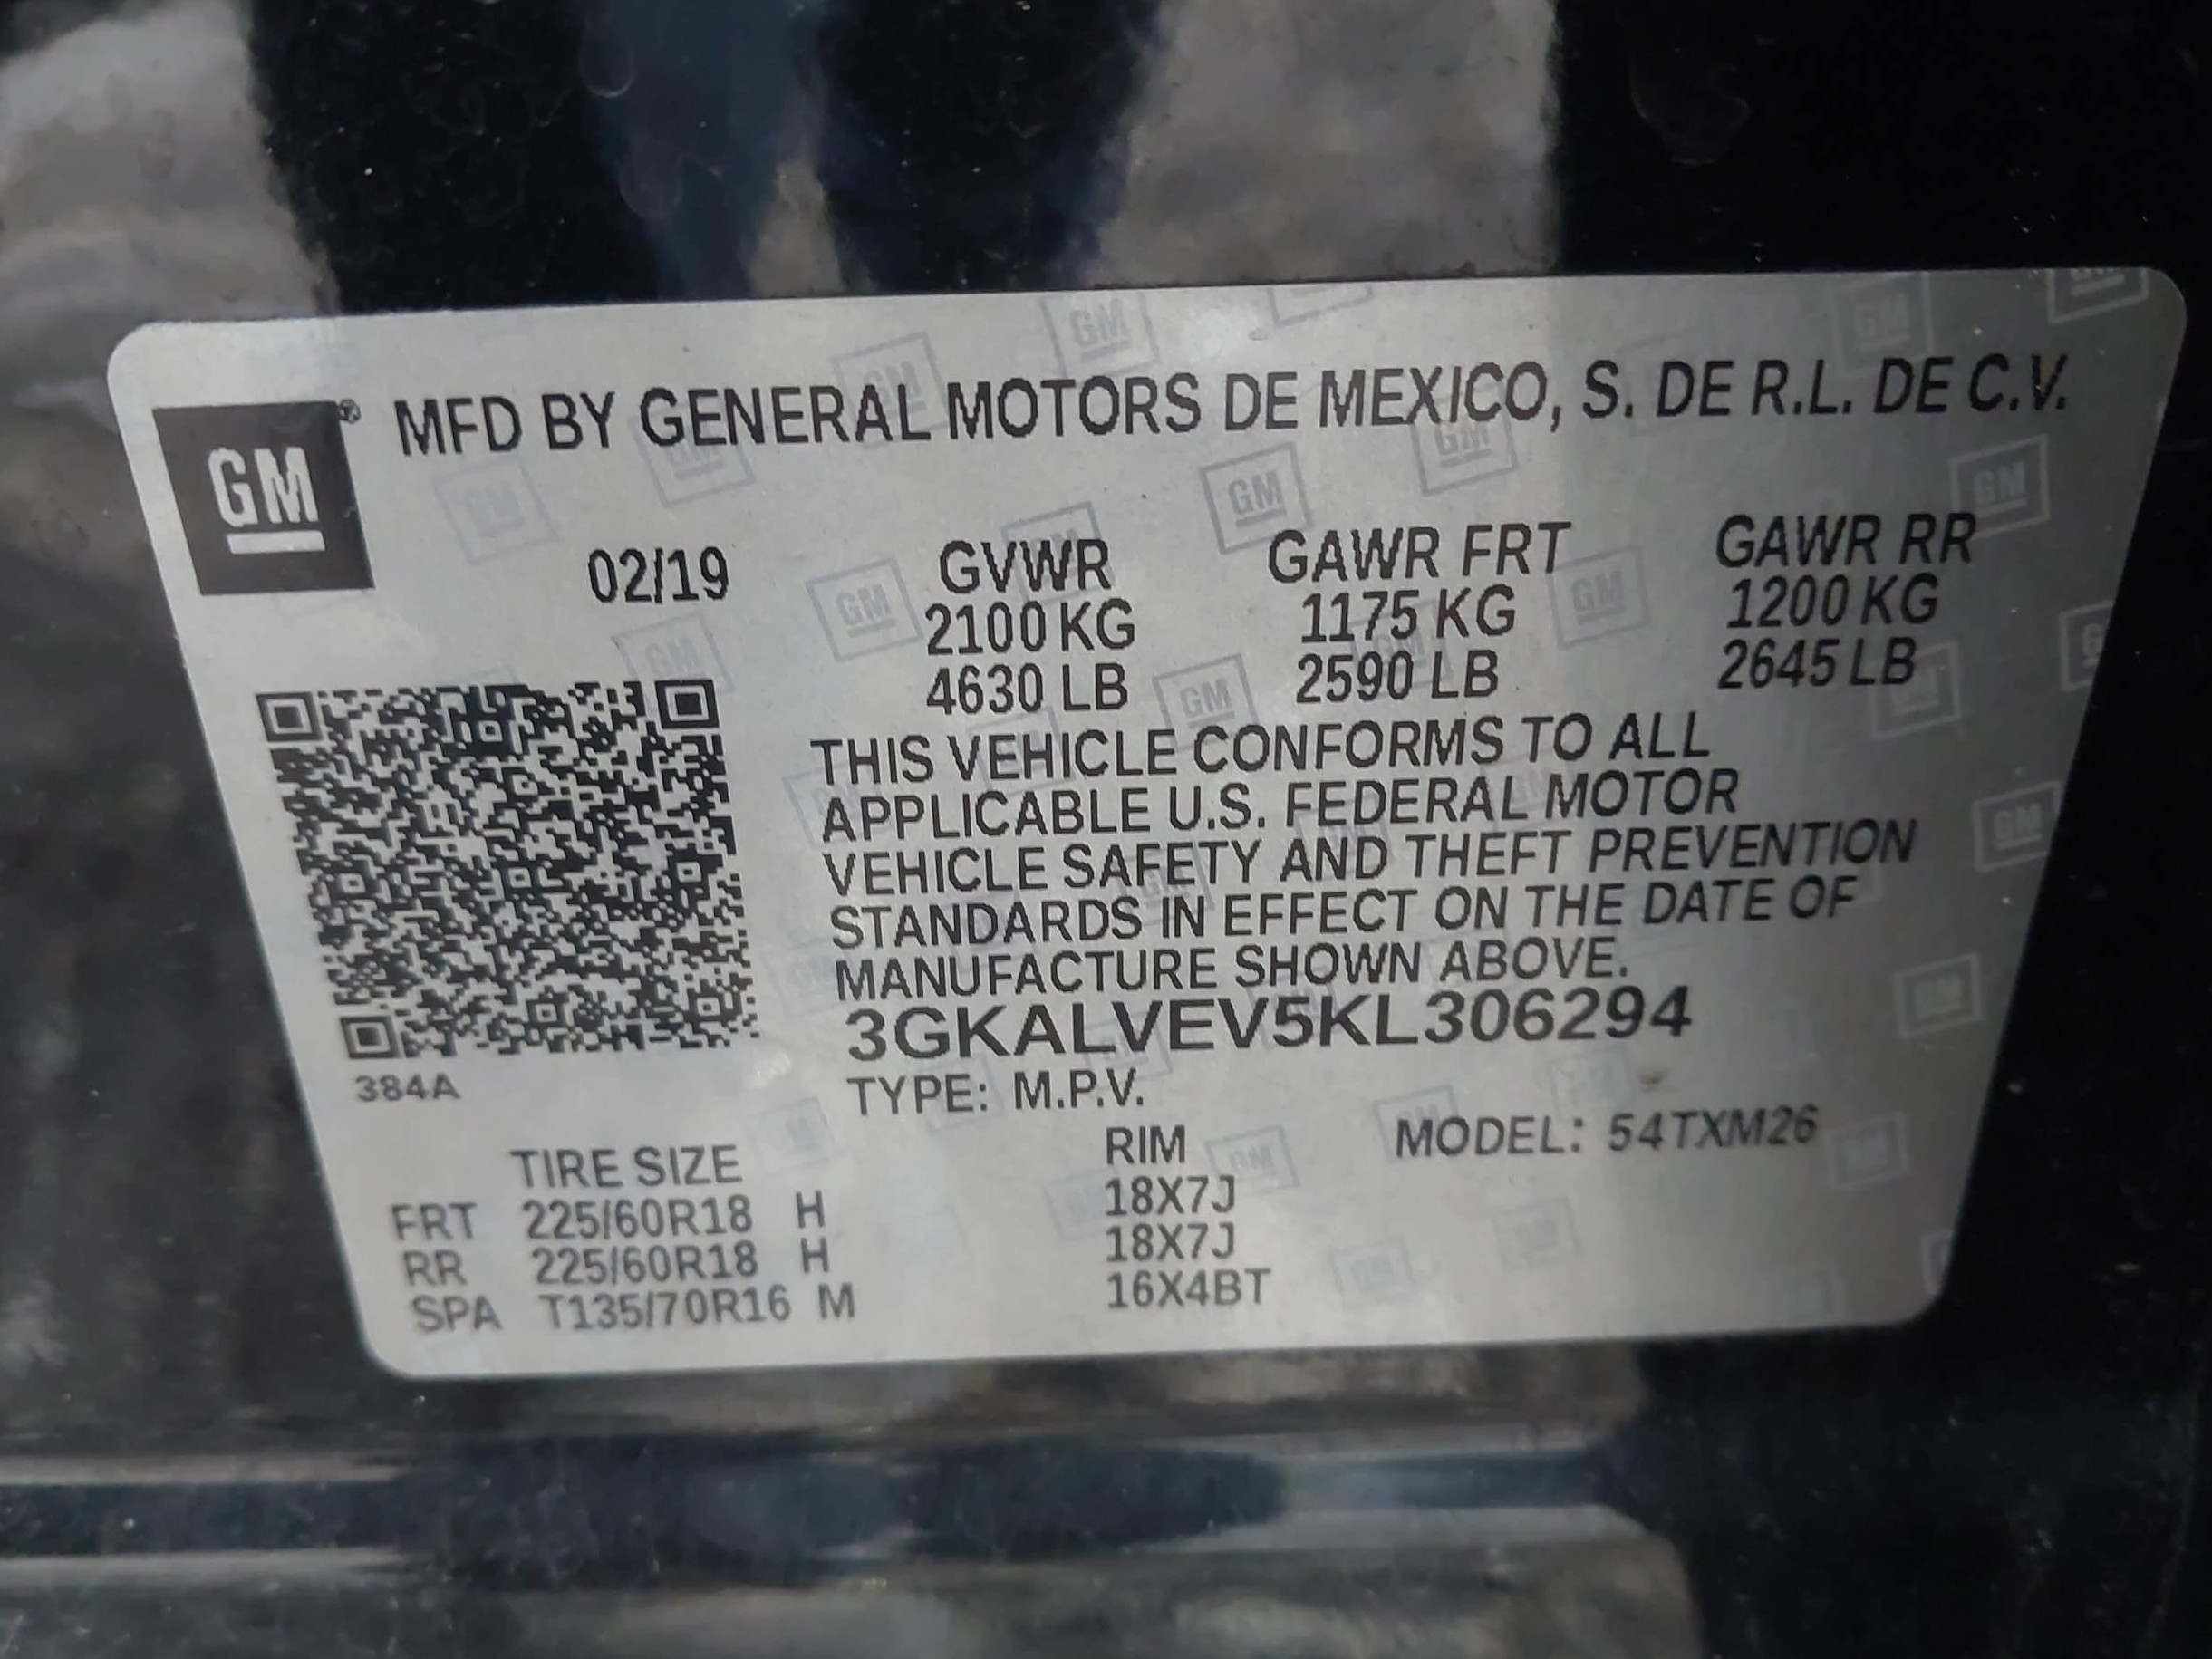 GM® MFD BY GENERAL MOTORS DE MEXICO, S. DE R.L. DE C.V.
02/19 GVWR GAWR FRT GAWR RR
2100 KG 1175 KG 1200 KG
4630 LB 2590 LB 2645 LB
THIS VEHICLE CONFORMS TO ALL
APPLICABLE U.S. FEDERAL MOTOR
VEHICLE SAFETY AND THEFT PREVENTION
STANDARDS IN EFFECT ON THE DATE OF
MANUFACTURE SHOWN ABOVE.
3GKALVEV5KL306294
384A
TYPE: M.P.V.
TIRE SIZE RIM MODEL: 54TXM26
FRT 225/60R18 H 18X7J
RR 225/60R18 H 18X7J
SPA T135/70R16 M 16X4BT